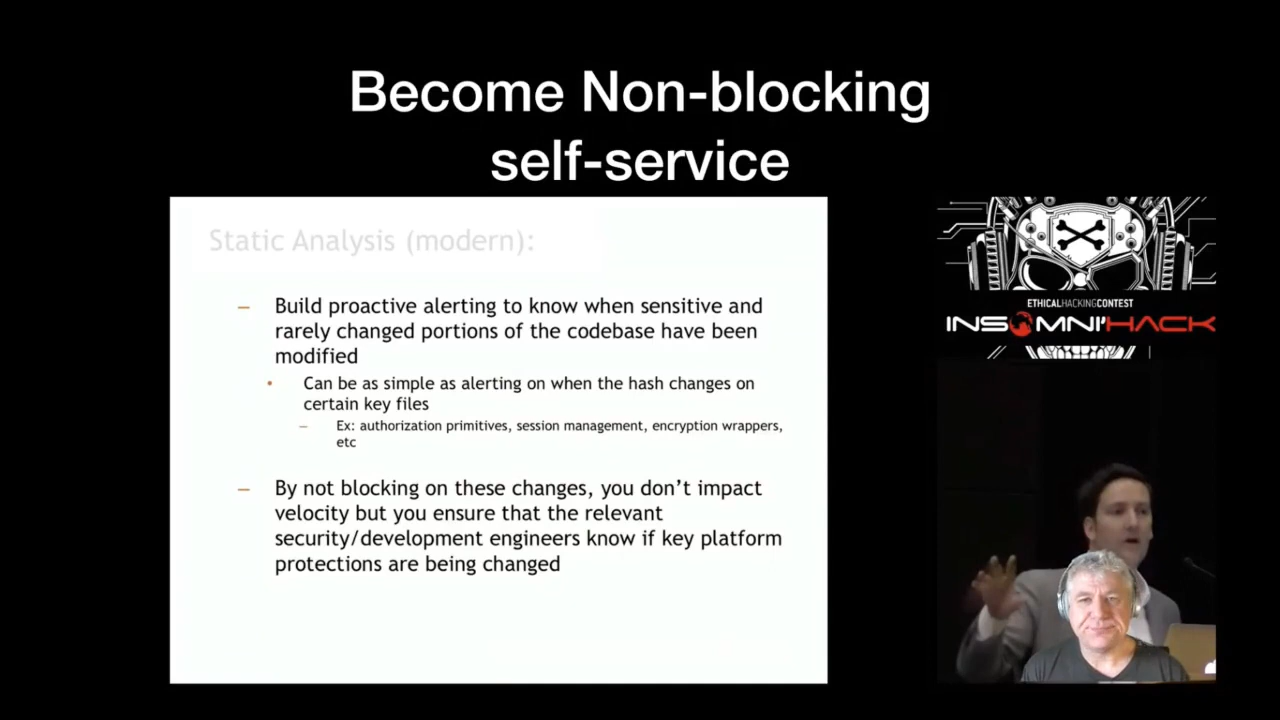 Become Non-blocking
self-service
Static Analysis (modern):
– Build proactive alerting to know when sensitive and
rarely changed portions of the codebase have been
modified
• Can be as simple as alerting on when the hash changes on
certain key files
– Ex: authorization primitives, session management, encryption wrappers,
etc
– By not blocking on these changes, you don’t impact
velocity but you ensure that the relevant
security/development engineers know if key platform
protections are being changed
ETHICALHACKINGCONTEST
INSOMNI'HACK